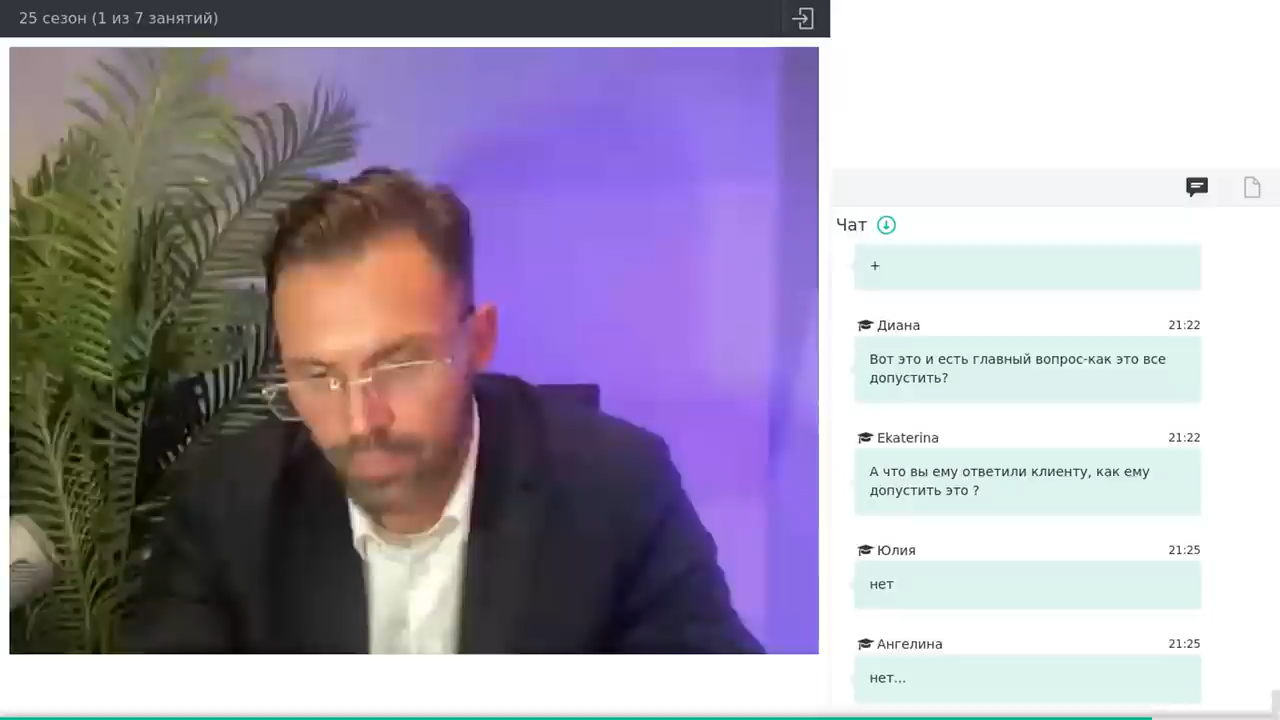 25 сезон (1 из 7 занятий)
Чат
+
Диана 21:22
Вот это и есть главный вопрос-как это все
допустить?
Ekaterina 21:22
А что вы ему ответили клиенту, как ему
допустить это ?
Юлия 21:25
нет
Ангелина 21:25
нет...